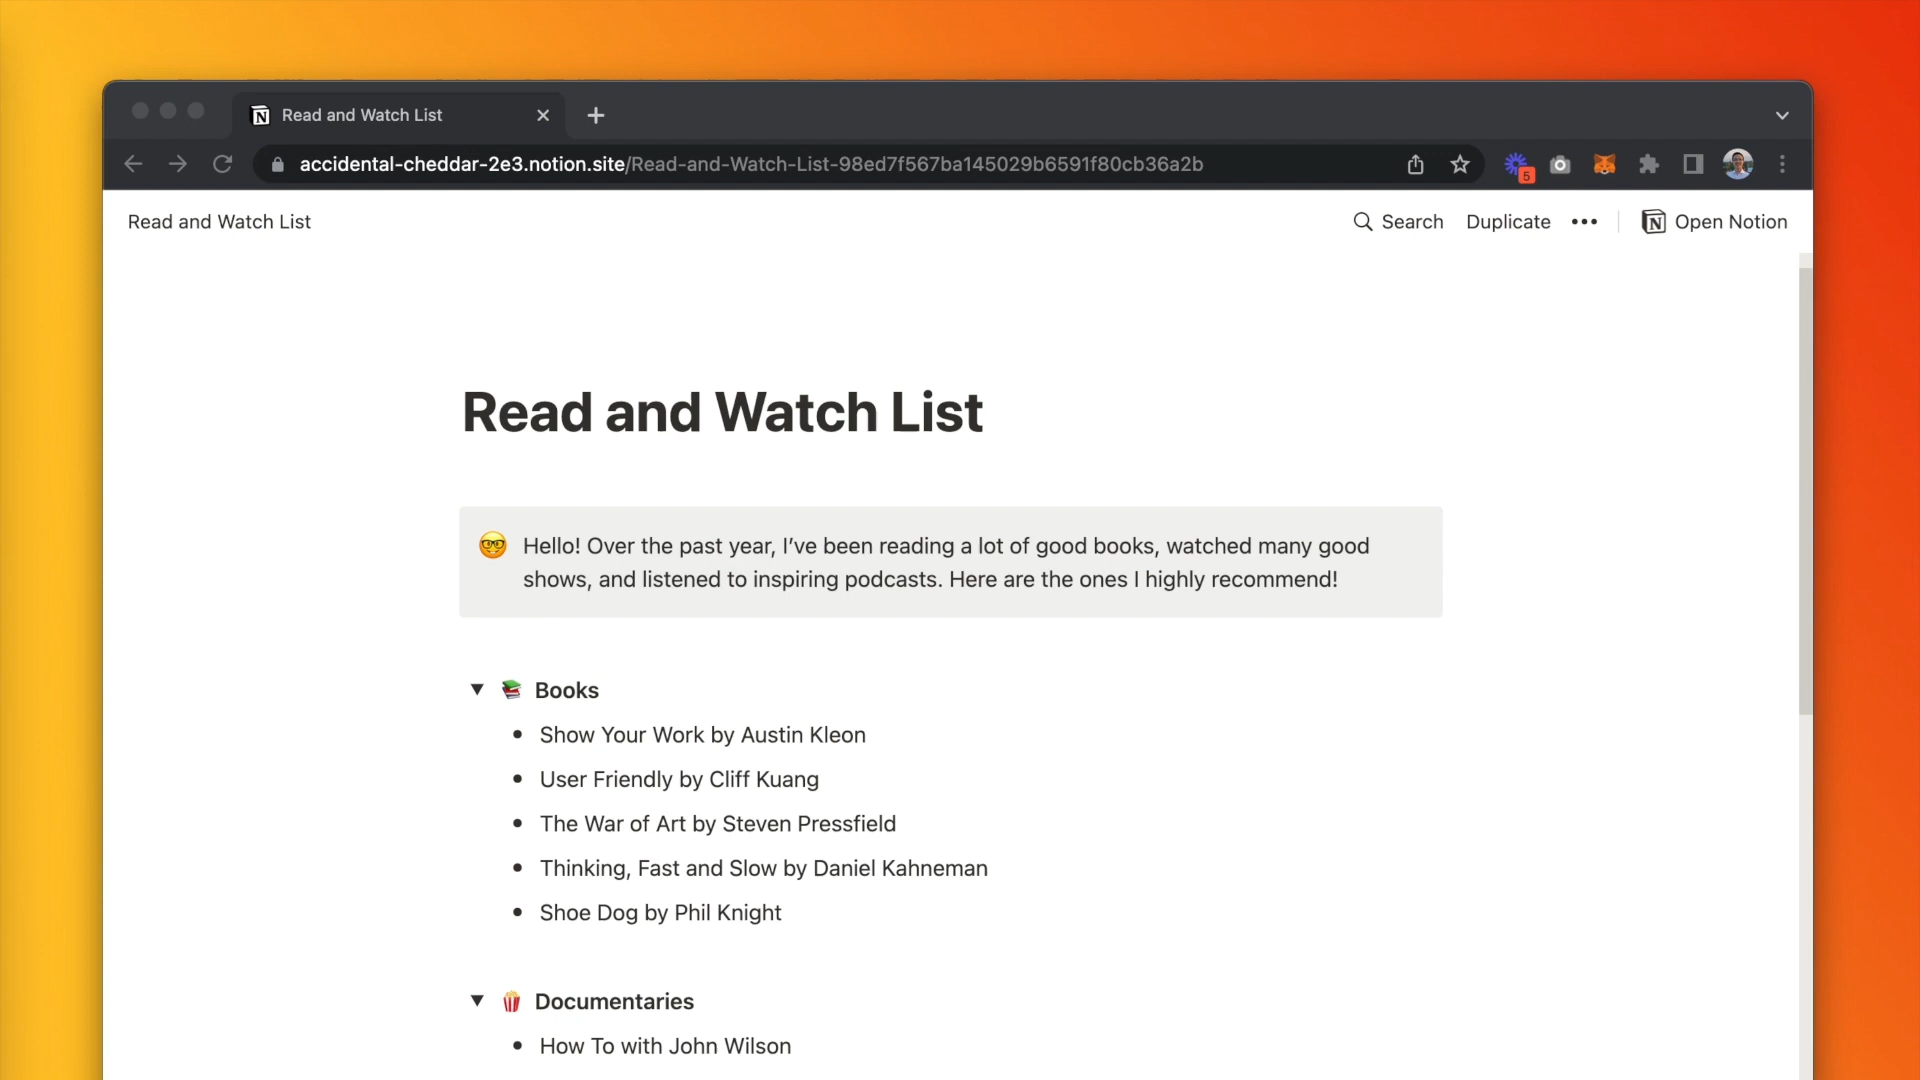 Read and Watch List
accidental-cheddar-2e3.notion.site/Read-and-Watch-List-98ed7f567ba145029b6591f80cb36a2b
5
Read and Watch List
Search Duplicate ••• Open Notion
Read and Watch List
Hello! Over the past year, I’ve been reading a lot of good books, watched many good
shows, and listened to inspiring podcasts. Here are the ones I highly recommend!
Books
• Show Your Work by Austin Kleon
• User Friendly by Cliff Kuang
• The War of Art by Steven Pressfield
• Thinking, Fast and Slow by Daniel Kahneman
• Shoe Dog by Phil Knight
Documentaries
• How To with John Wilson